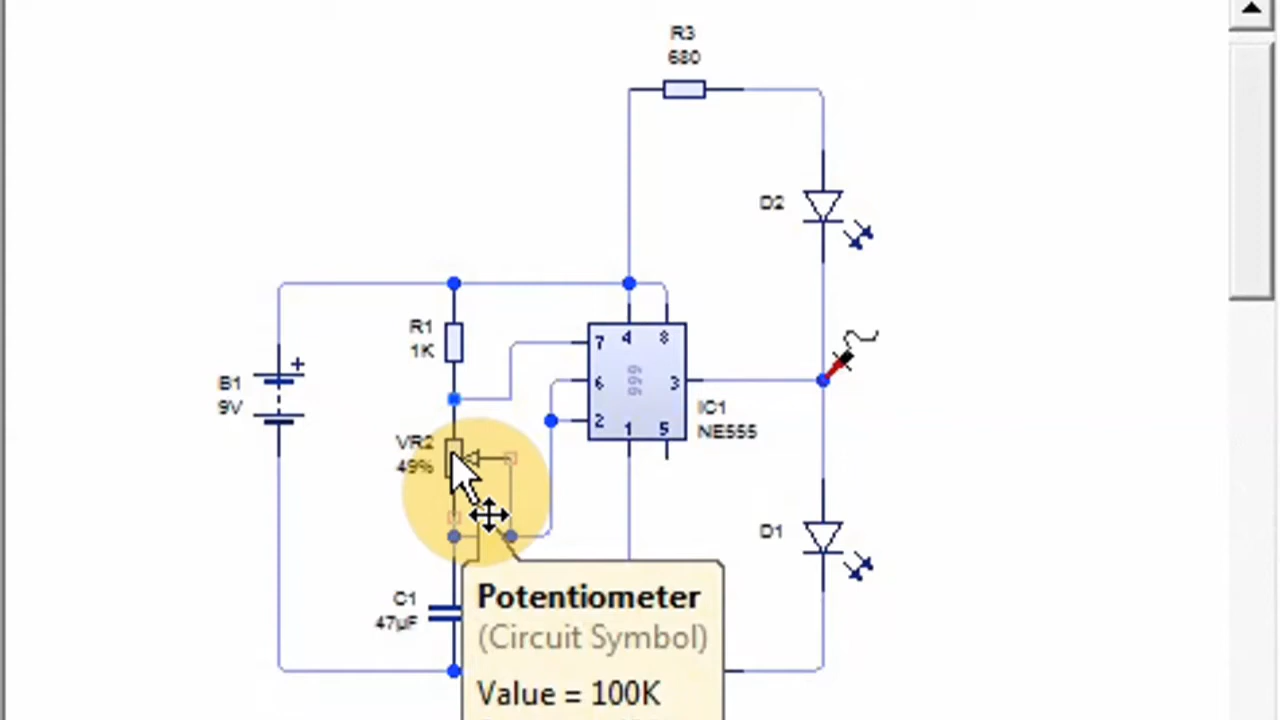 R3
680
D2
R1
1K
7 4 8
6 3
2
1 5
B1
9V
IC1
NE555
VR2
49%
D1
C1
47µF
Potentiometer
(Circuit Symbol)
Value = 100K